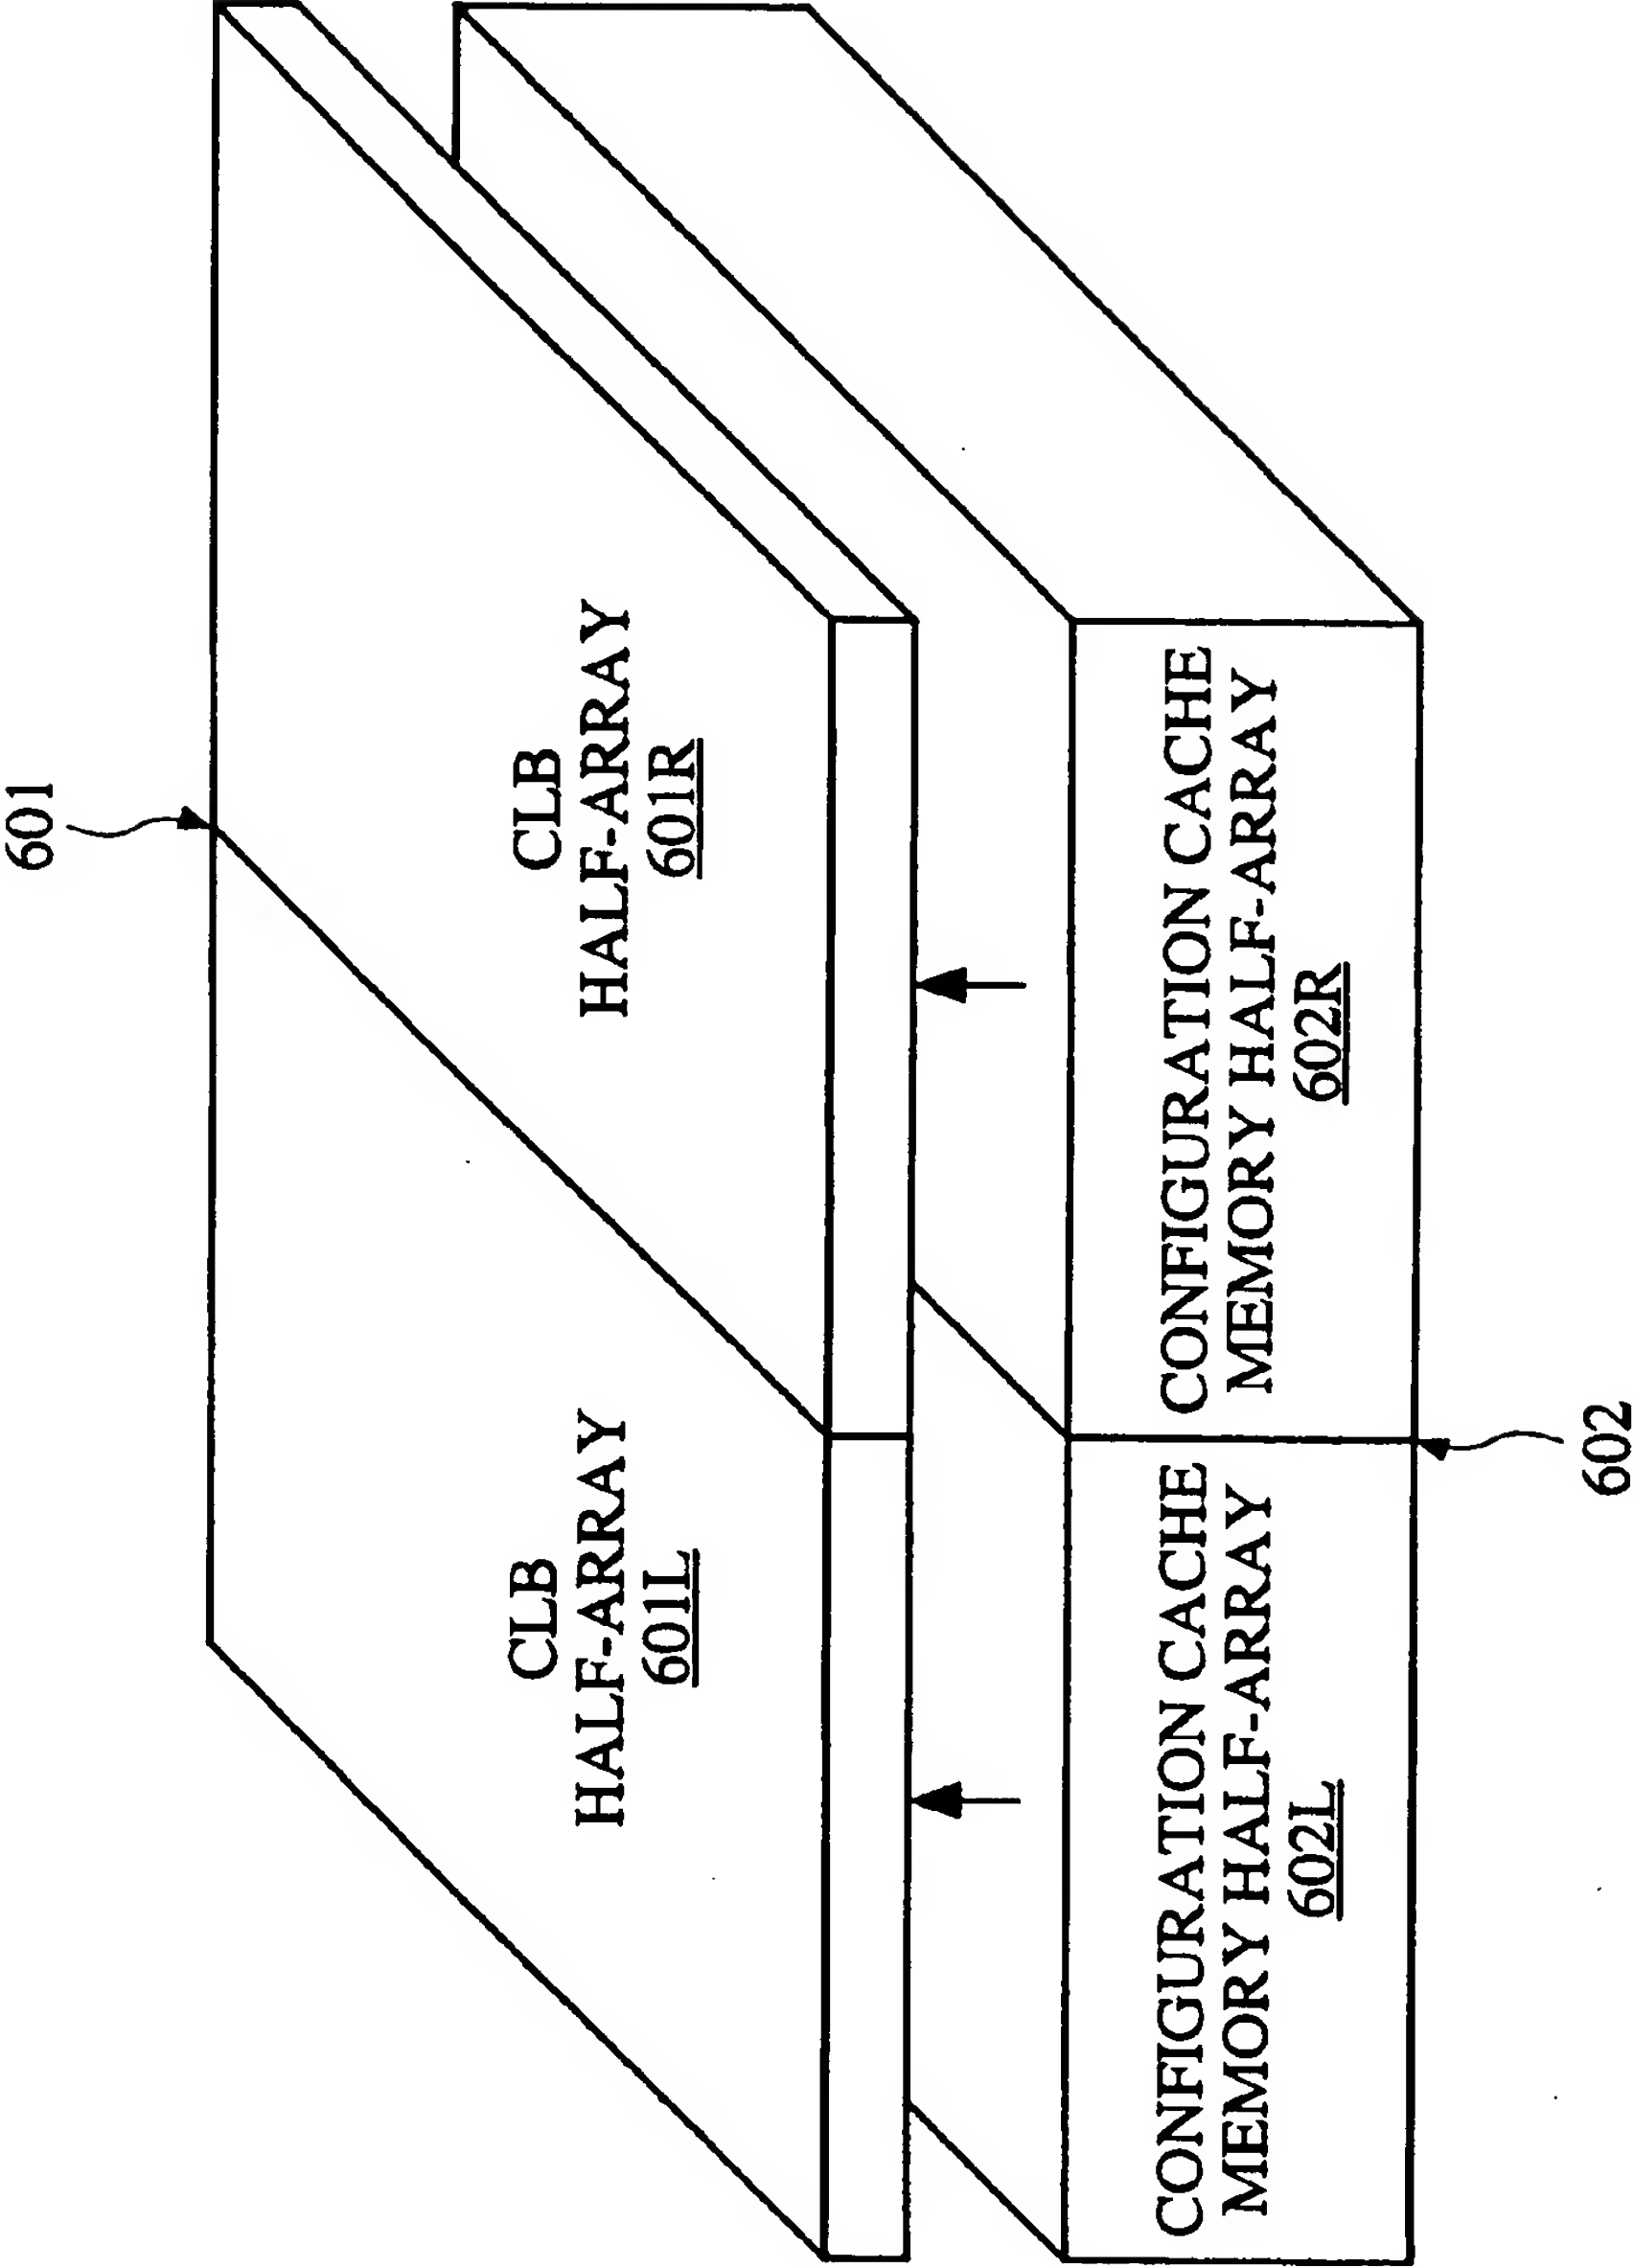 601
CLB
HALF-ARRAY
601L
CLB
HALF-ARRAY
601R
CONFIGURATION CACHE
MEMORY HALF-ARRAY
602L
CONFIGURATION CACHE
MEMORY HALF-ARRAY
602R
602